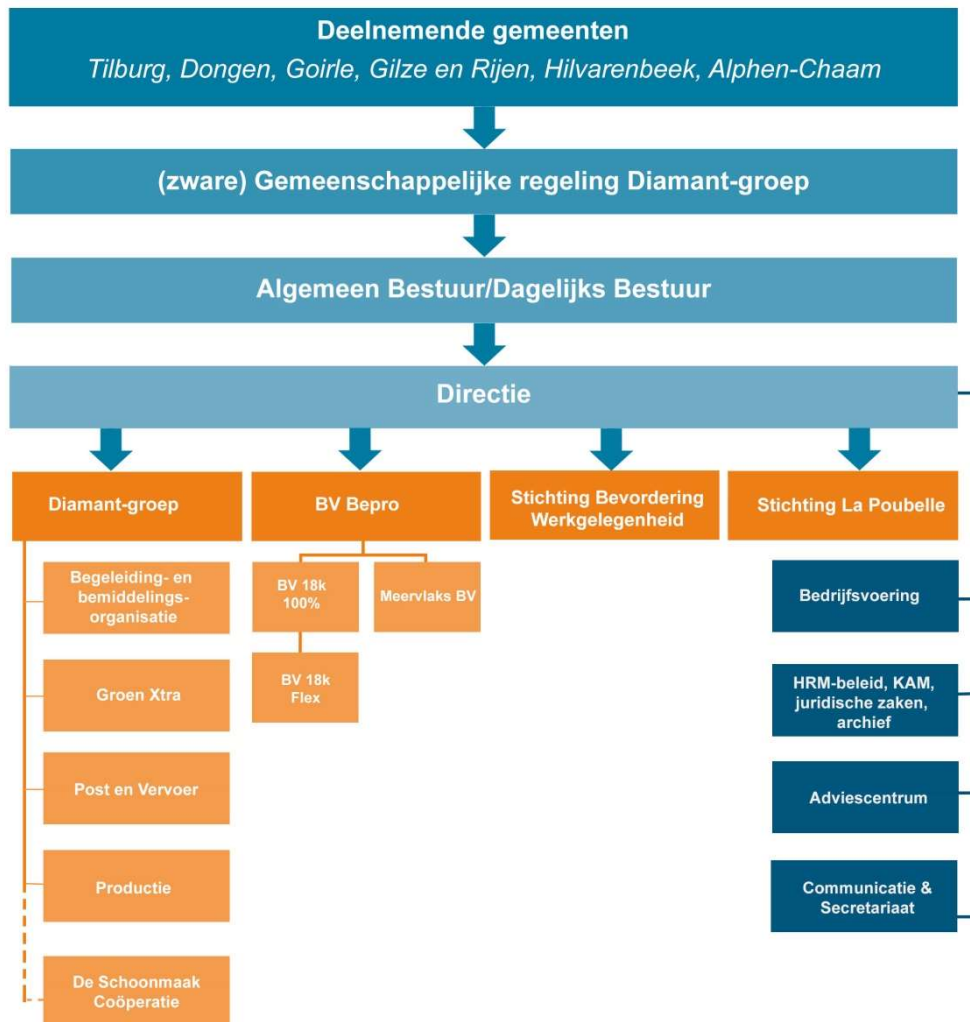 Deelnemende gemeenten
Tilburg, Dongen, Goirle, Gilze en Rijen, Hilvarenbeek, Alphen-Chaam
(zware) Gemeenschappelijke regeling Diamant-groep
Algemeen Bestuur/Dagelijks Bestuur
Directie
Diamant-groep
Begeleiding- en
bemiddelings-
organisatie
Groen Xtra
Post en Vervoer
Productie
De Schoonmaak
Coöperatie
BV Bepro
BV 18k
100%
Meervlaks BV
BV 18k
Flex
Stichting Bevordering
Werkgelegenheid
Stichting La Poubelle
Bedrijfsvoering
HRM-beleid, KAM,
juridische zaken,
archief
Adviescentrum
Communicatie &
Secretariaat